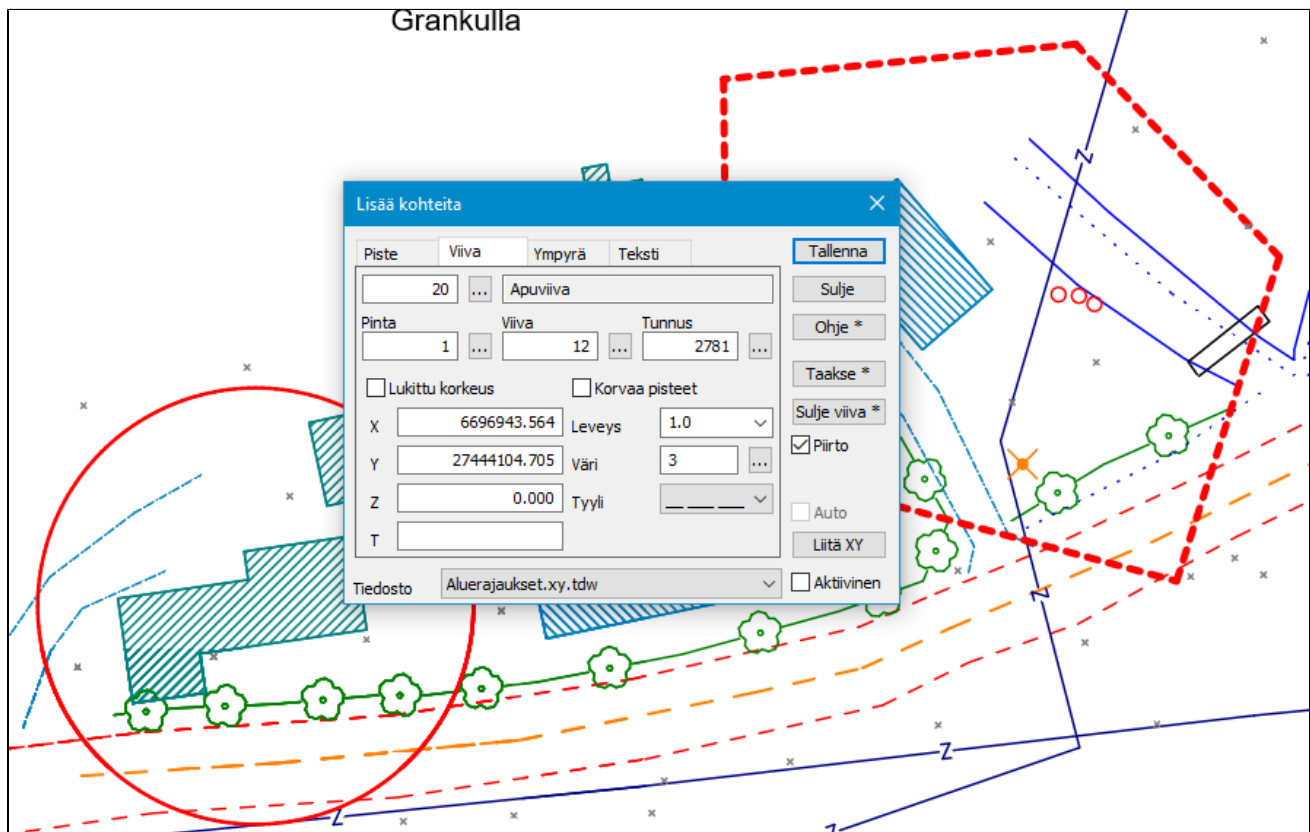 Grankulla
Z
Lisää kohteita
Piste Viiva Ympyrä Teksti
Tallenna
20 ... Apuviiva
Sulje
Pinta Viiva Tunnus
Ohje *
1 ... 12 ... 2781 ...
Taakse *
Lukittu korkeus Korvaa pisteet
Sulje viiva *
X 6696943.564 Leveys 1.0
Piirto
Y 27444104.705 Väri 3 ...
Z 0.000 Tyyli
Auto
T
Liitä XY
Tiedosto Aluerajaukset.xy.tdw
Aktiivinen
Z
Z
Z
Z